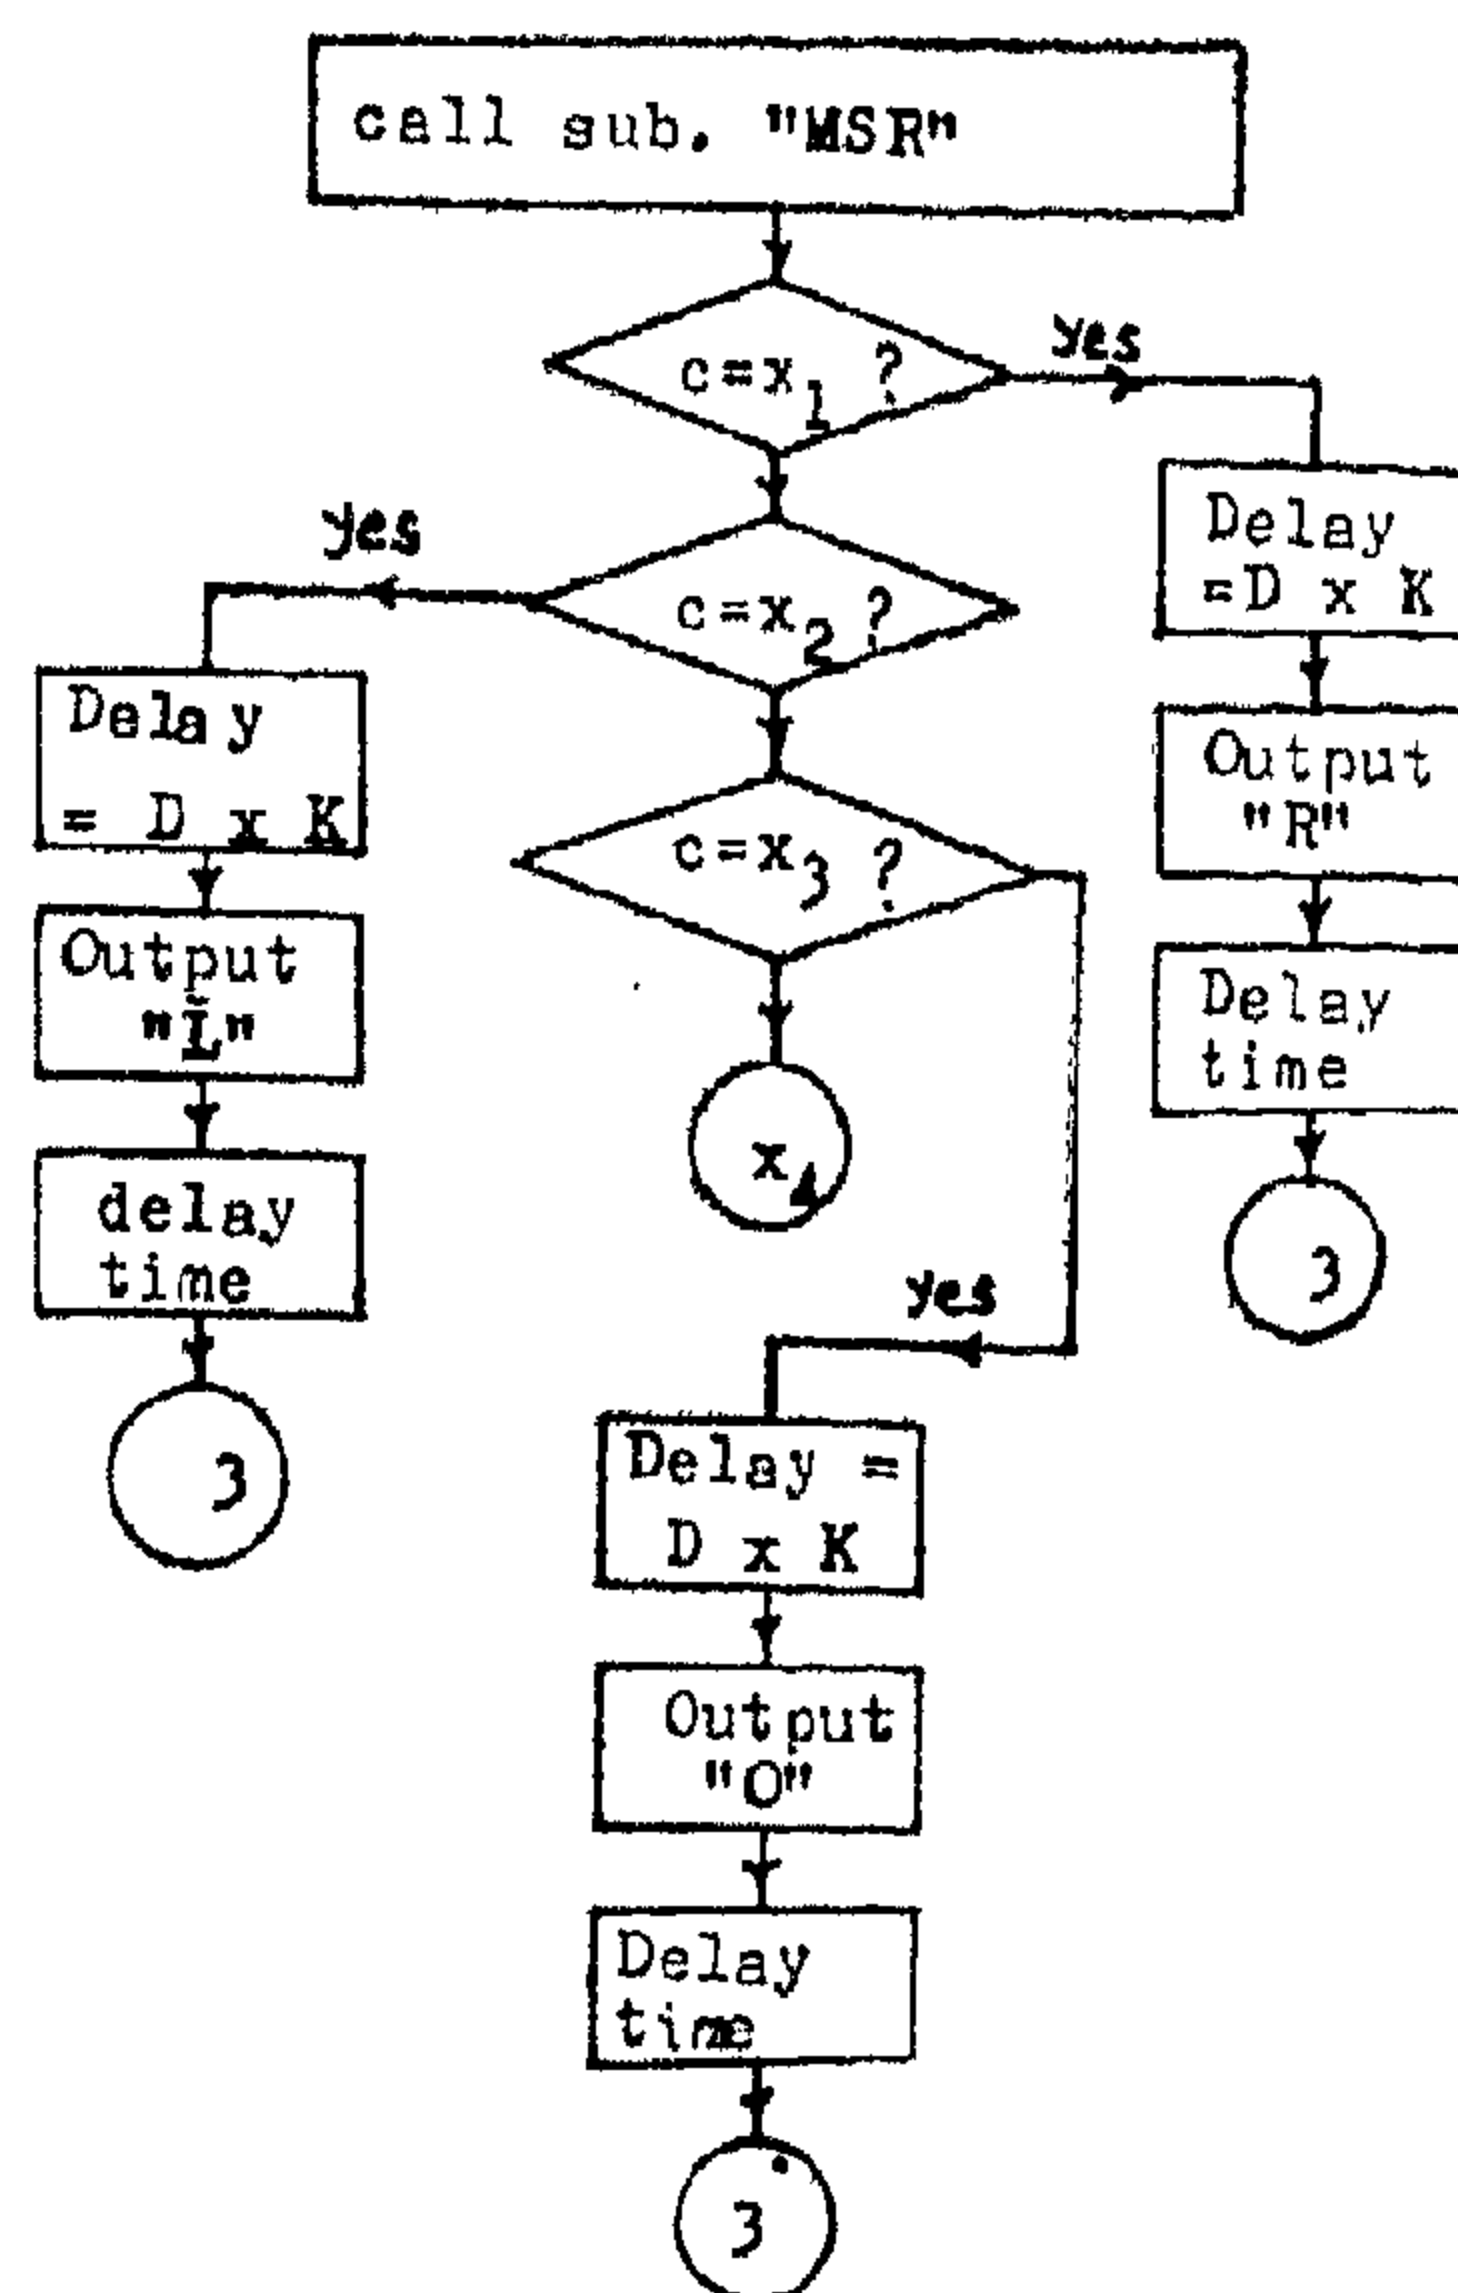 call sub. "MSR"
c=x₁ ?
yes
Delay
=D x K
Output
"R"
Delay
time
3
c=x₂ ?
yes
Delay
= D x K
Output
"L"
delay
time
3
c=x₃ ?
x
yes
Delay =
D x K
Output
"O"
Delay
time
3